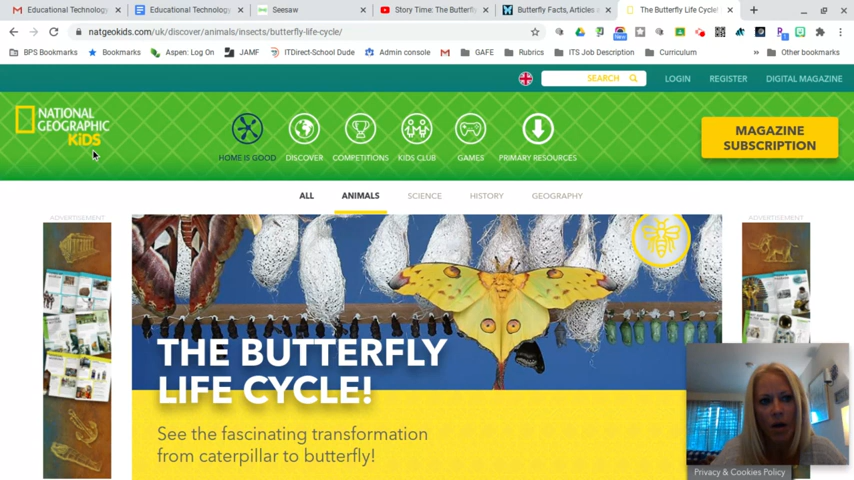 Educational Technology
Educational Technology
Seesaw
Story Time: The Butterfl
Butterfly Facts, Articles
The Butterfly Life Cycle!
natgeokids.com/uk/discover/animals/insects/butterfly-life-cycle/
BPS Bookmarks
Bookmarks
Aspen: Log On
JAMF
ITDirect-School Dude
Admin console
GAFE
Rubrics
ITS Job Description
Curriculum
Other bookmarks
SEARCH
LOGIN
REGISTER
DIGITAL MAGAZINE
NATIONAL
GEOGRAPHIC
KiDS
HOME IS GOOD
DISCOVER
COMPETITIONS
KIDS CLUB
GAMES
PRIMARY RESOURCES
MAGAZINE
SUBSCRIPTION
ALL
ANIMALS
SCIENCE
HISTORY
GEOGRAPHY
ADVERTISEMENT
ADVERTISEMENT
THE BUTTERFLY
LIFE CYCLE!
See the fascinating transformation
from caterpillar to butterfly!
Privacy & Cookies Policy